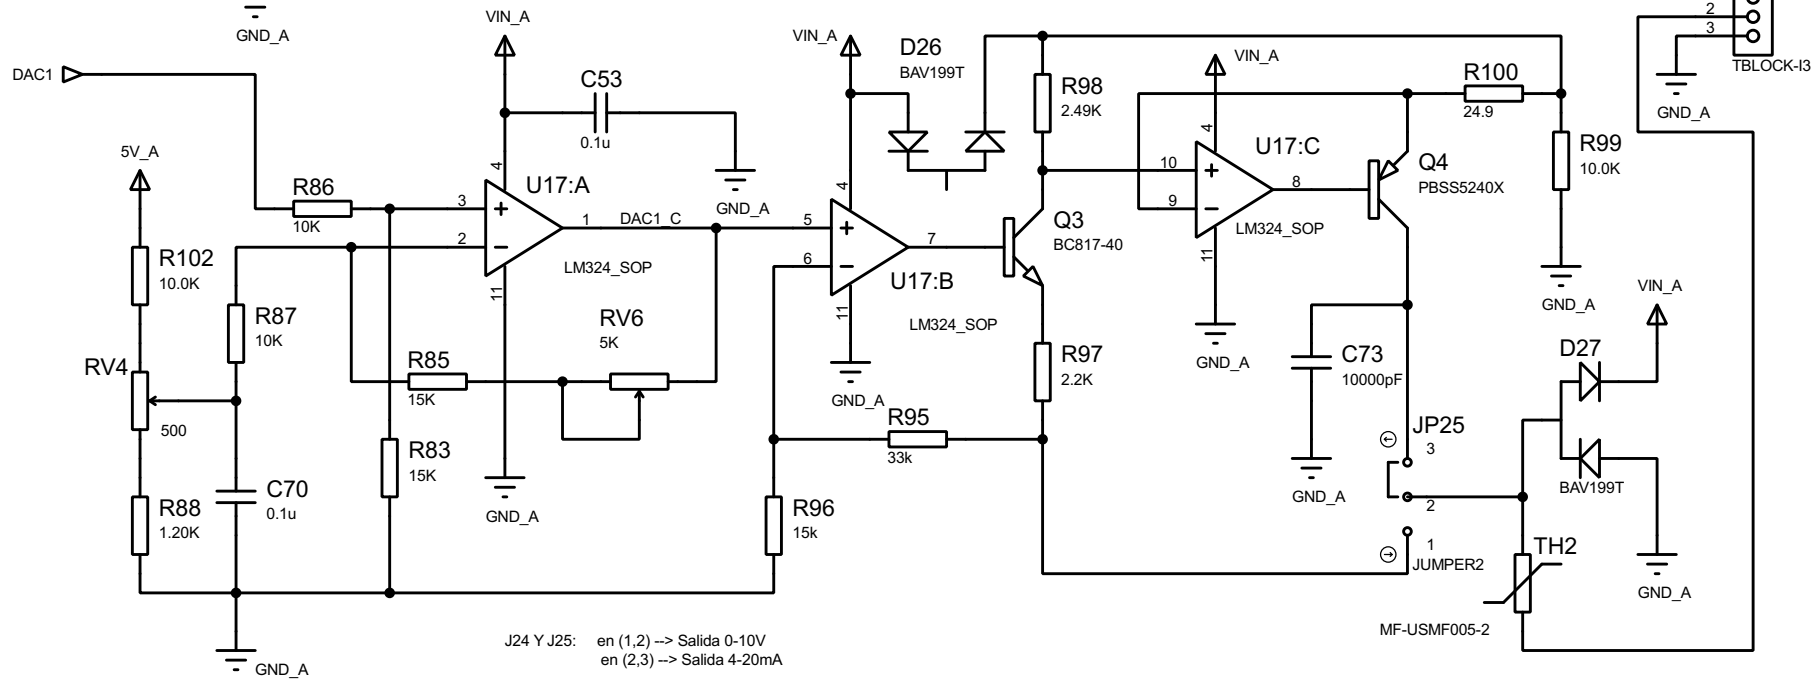 GND_A
VIN_A
VIN_A
D26
BAV199T
VIN_A
2
3
TBLOCK-I3
GND_A
DAC1
C53
0.1u
GND_A
R98
2.49K
R100
24.9
R99
10.0K
GND_A
5V_A
R86
10K
4
3
2
1
11
U17:A
DAC1_C
LM324_SOP
4
5
6
7
11
U17:B
LM324_SOP
GND_A
Q3
BC817-40
4
10
9
8
11
U17:C
LM324_SOP
GND_A
Q4
PBSS5240X
R102
10.0K
R87
10K
RV4
500
R85
15K
RV6
5K
R83
15K
GND_A
R88
1.20K
C70
0.1u
GND_A
R97
2.2K
R95
33k
R96
15k
C73
10000pF
GND_A
JP25
3
2
1
JUMPER2
VIN_A
D27
BAV199T
GND_A
TH2
MF-USMF005-2
J24 Y J25: en (1,2) --> Salida 0-10V
en (2,3) --> Salida 4-20mA